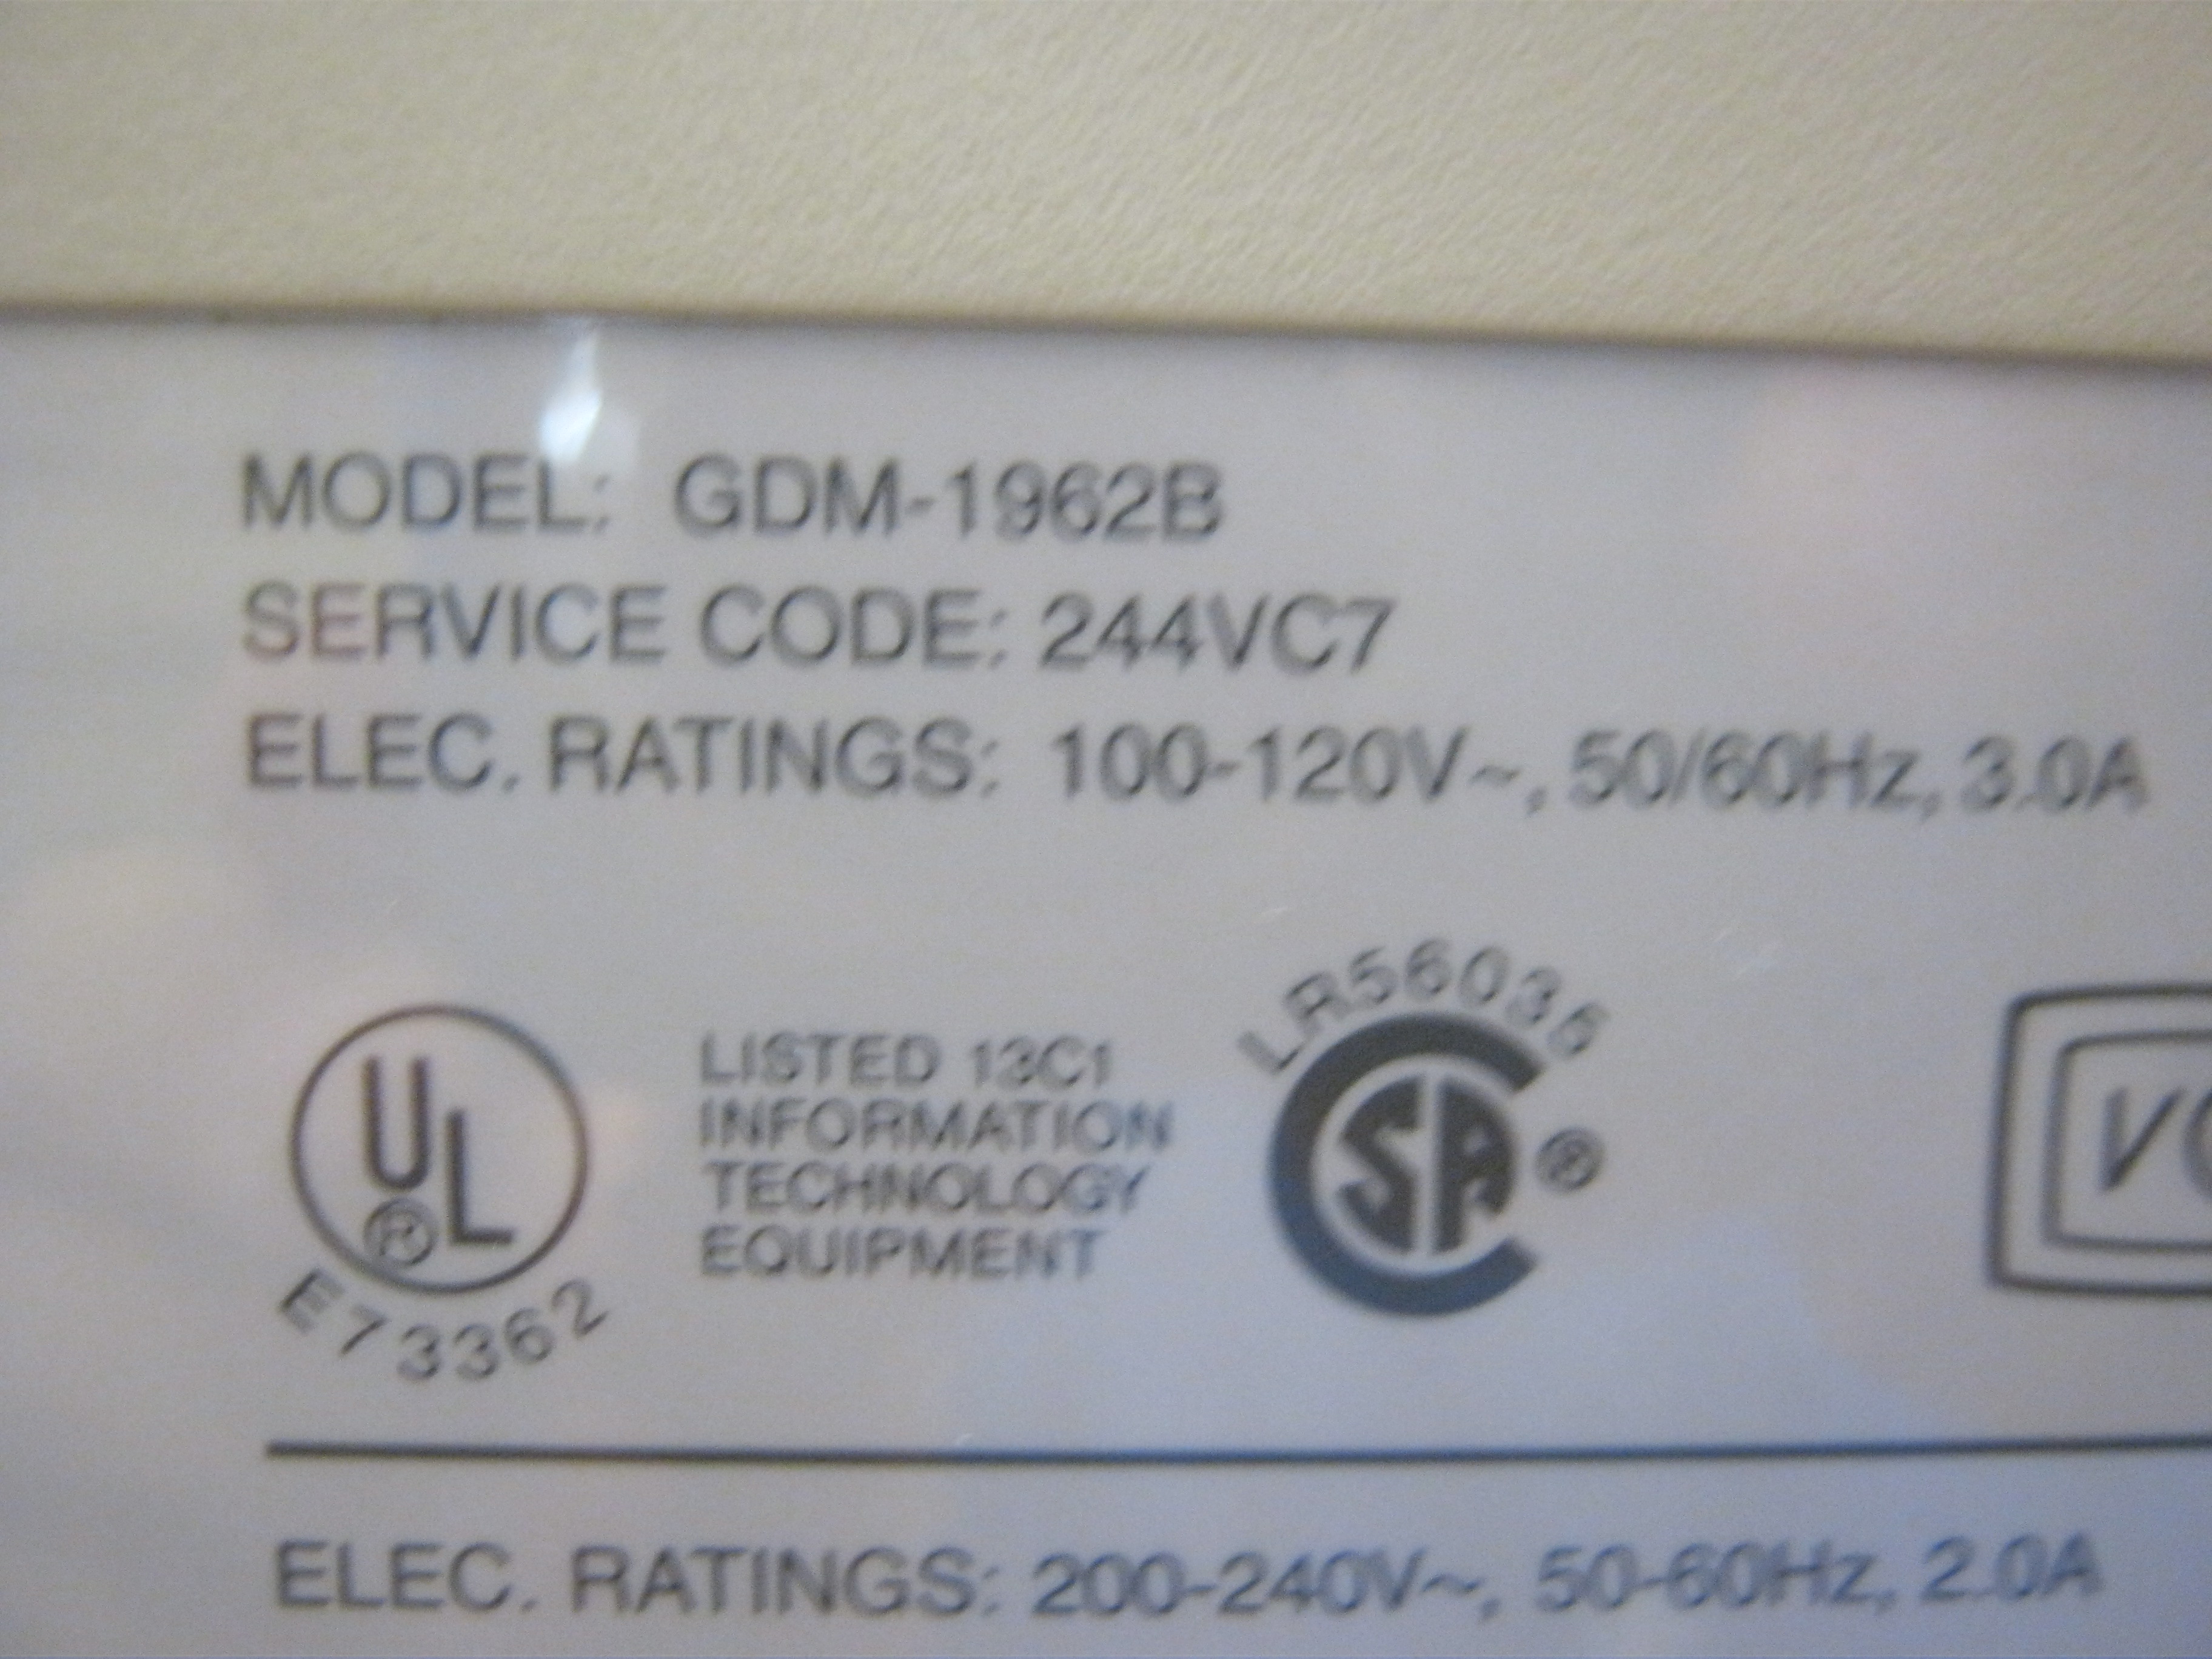 MODEL: GDM-1962B
SERVICE CODE: 244VC7
ELEC. RATINGS: 100-120V~, 50/60Hz, 3.0A
UL
®
E73362
LISTED 13C1
INFORMATION
TECHNOLOGY
EQUIPMENT
LR56035
CSA ®
ELEC. RATINGS: 200-240V~, 50-60Hz, 2.0A